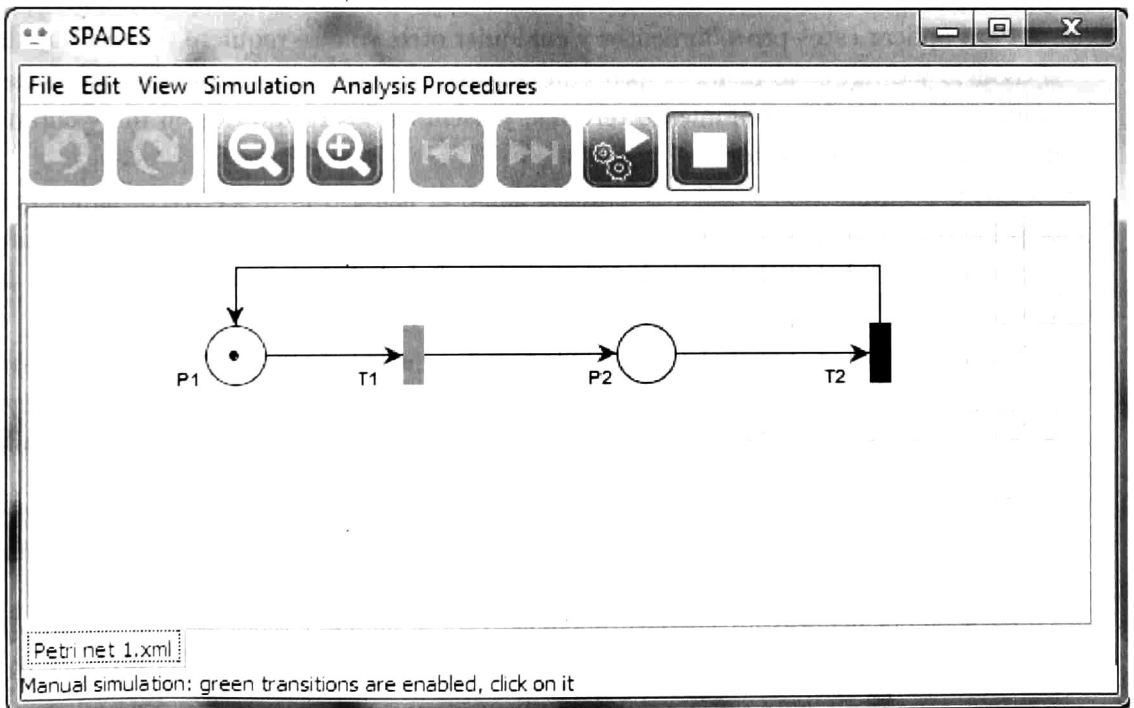 SPADES
File Edit View Simulation Analysis Procedures
P1 T1 P2 T2
Petri net 1.xml
Manual simulation: green transitions are enabled, click on it